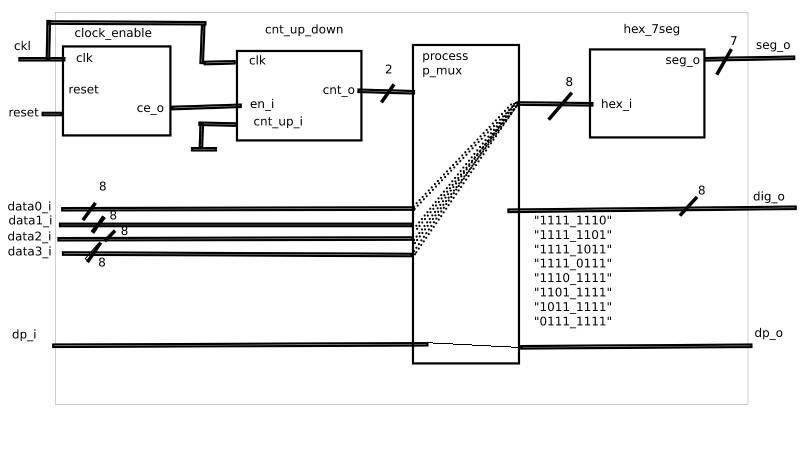 ckl
reset
clock_enable
clk
reset
ce_o
cnt_up_down
clk
cnt_o
en_i
cnt_up_i
2
process
p_mux
8
hex_7seg
seg_o
hex_i
7
seg_o
8
data0_i
8
data1_i
8
data2_i
data3_i
8
8
dig_o
"1111_1110"
"1111_1101"
"1111_1011"
"1111_0111"
"1110_1111"
"1101_1111"
"1011_1111"
"0111_1111"
dp_i
dp_o